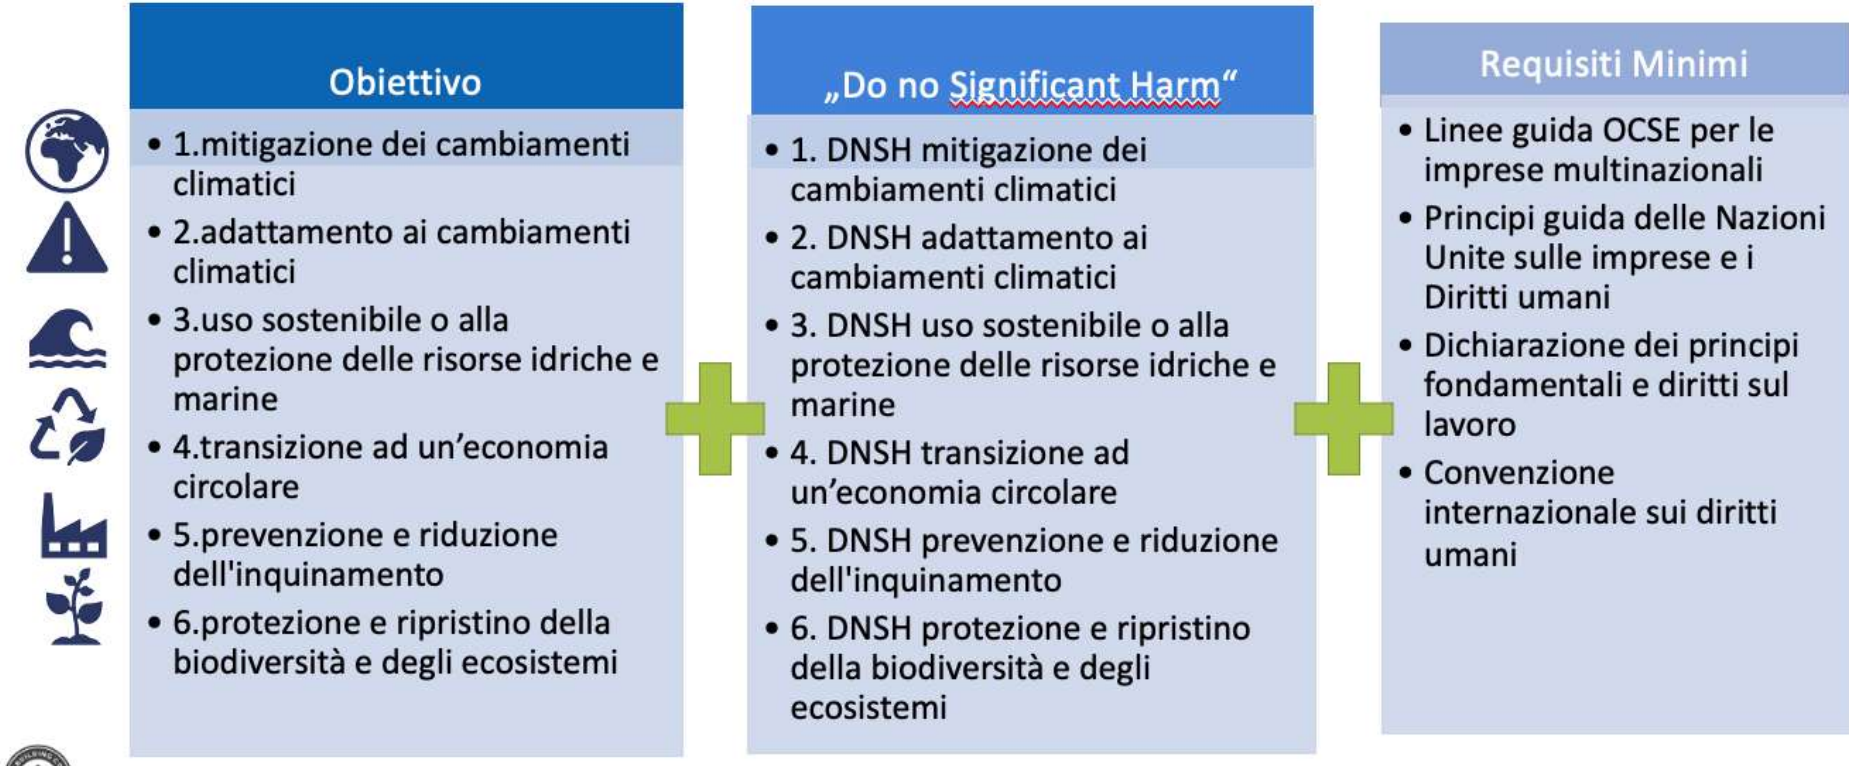 Obiettivo
• 1.mitigazione dei cambiamenti
climatici
• 2.adattamento ai cambiamenti
climatici
• 3.uso sostenibile o alla
protezione delle risorse idriche e
marine
• 4.transizione ad un’economia
circolare
• 5.prevenzione e riduzione
dell'inquinamento
• 6.protezione e ripristino della
biodiversità e degli ecosistemi
„Do no Significant Harm“
• 1. DNSH mitigazione dei
cambiamenti climatici
• 2. DNSH adattamento ai
cambiamenti climatici
• 3. DNSH uso sostenibile o alla
protezione delle risorse idriche e
marine
• 4. DNSH transizione ad
un’economia circolare
• 5. DNSH prevenzione e riduzione
dell'inquinamento
• 6. DNSH protezione e ripristino
della biodiversità e degli
ecosistemi
Requisiti Minimi
• Linee guida OCSE per le
imprese multinazionali
• Principi guida delle Nazioni
Unite sulle imprese e i
Diritti umani
• Dichiarazione dei principi
fondamentali e diritti sul
lavoro
• Convenzione
internazionale sui diritti
umani